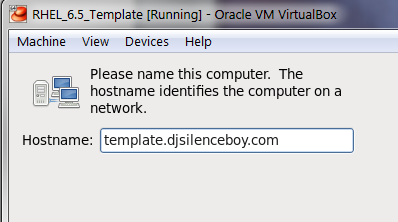 RHEL_6.5_Template [Running] - Oracle VM VirtualBox
Machine View Devices Help
Please name this computer. The
hostname identifies the computer on a
network.
Hostname: template.djsilenceboy.com